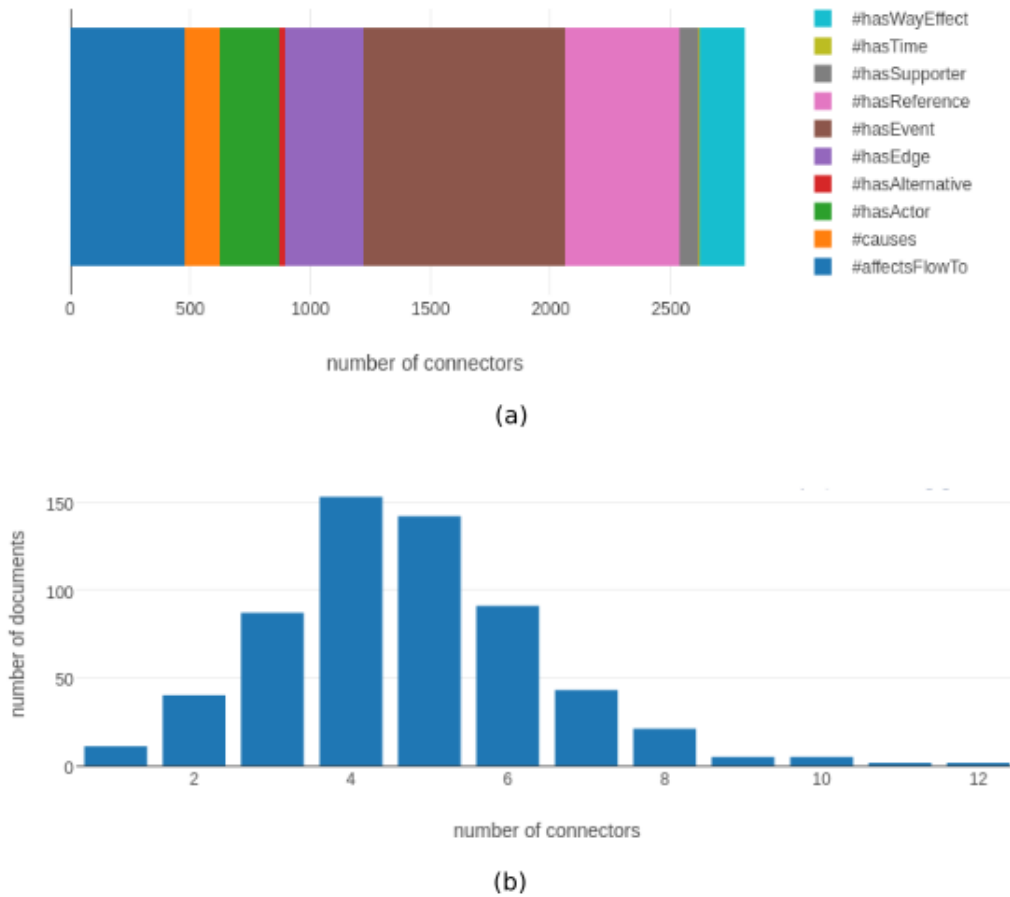 #hasWayEffect
#hasTime
#hasSupporter
#hasReference
#hasEvent
#hasEdge
#hasAlternative
#hasActor
#causes
#affectsFlowTo
0 500 1000 1500 2000 2500
number of connectors
(a)
number of documents
150
100
50
0
2 4 6 8 10 12
number of connectors
(b)